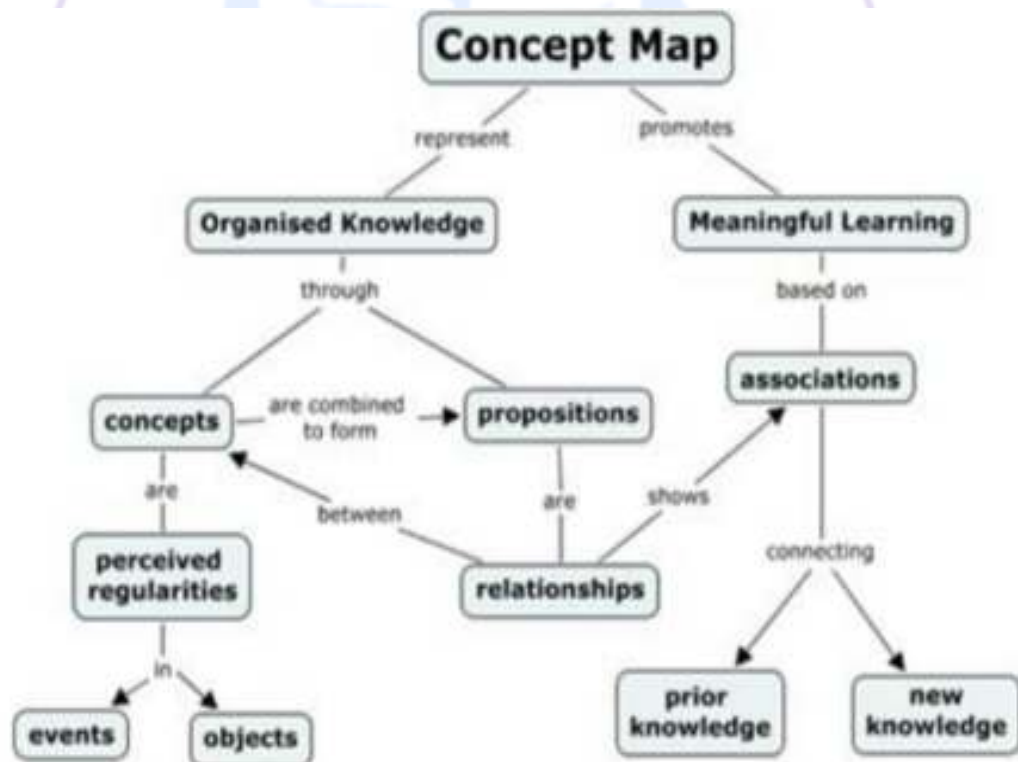 Concept Map
represent
promotes
Organised Knowledge
Meaningful Learning
through
based on
associations
concepts
are combined
to form
propositions
are
between
are
shows
perceived
regularities
relationships
connecting
in
prior
knowledge
new
knowledge
events
objects